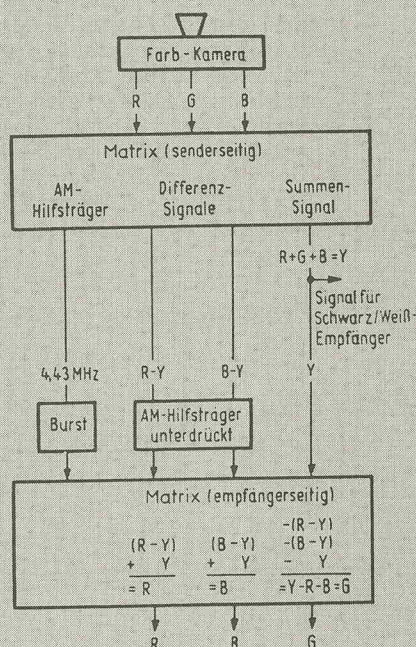 Farb-Kamera
R G B
Matrix (senderseitig)
AM-
Hilfsträger
Differenz-
Signale
Summen-
Signal
R+G+B=Y
Signal für
Schwarz/Weiß-
Empfänger
4,43 MHz R-Y B-Y Y
Burst
AM-Hilfsträger
unterdrückt
Matrix (empfängerseitig)
(R-Y)
+ Y
= R
(B-Y)
+ Y
= B
-(R-Y)
-(B-Y)
- Y
=Y-R-B=G
R B G